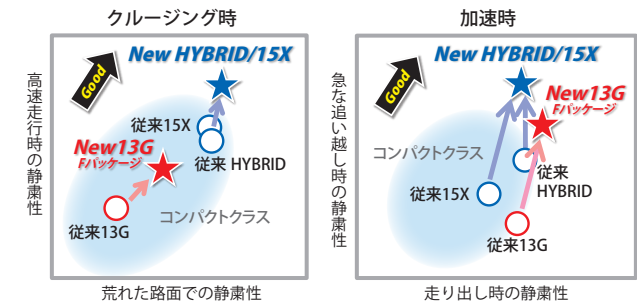 クルージング時
高速走行時の静粛性
Good
New HYBRID/15X
従来15X
従来 HYBRID
New13G
Fパッケージ
従来13G
コンパクトクラス
荒れた路面での静粛性
加速時
急な追い越し時の静粛性
Good
New HYBRID/15X
New13G
Fパッケージ
コンパクトクラス
従来
HYBRID
従来15X
従来13G
走り出し時の静粛性